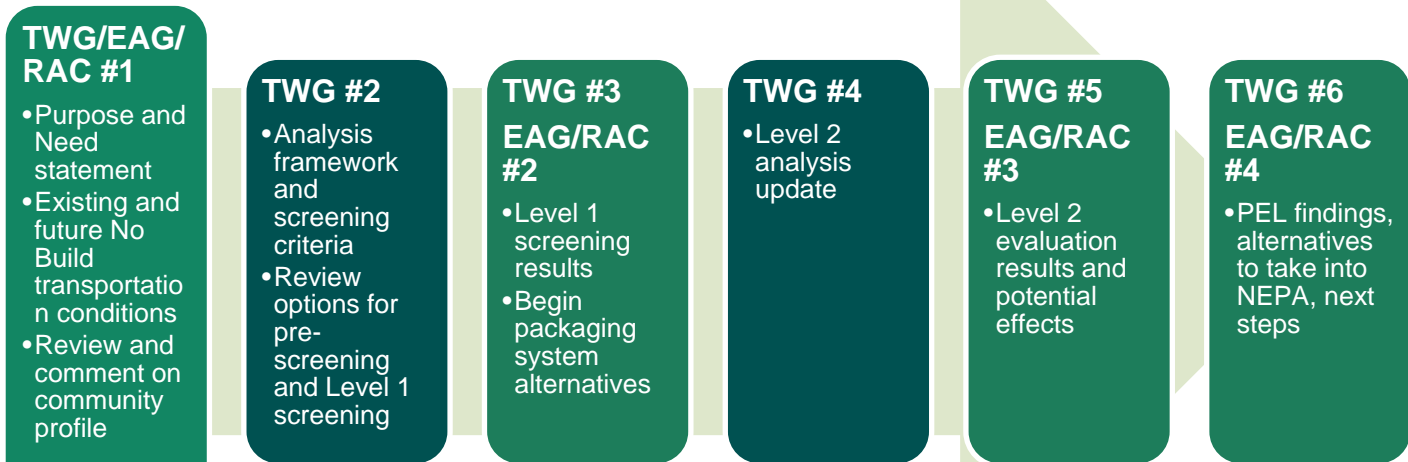 TWG/EAG/
RAC #1
•Purpose and
Need
statement
•Existing and
future No
Build
transportatio
n conditions
•Review and
comment on
community
profile
TWG #2
•Analysis
framework
and
screening
criteria
•Review
options for
pre-
screening
and Level 1
screening
TWG #3
EAG/RAC
#2
•Level 1
screening
results
•Begin
packaging
system
alternatives
TWG #4
•Level 2
analysis
update
TWG #5
EAG/RAC
#3
•Level 2
evaluation
results and
potential
effects
TWG #6
EAG/RAC
#4
•PEL findings,
alternatives
to take into
NEPA, next
steps